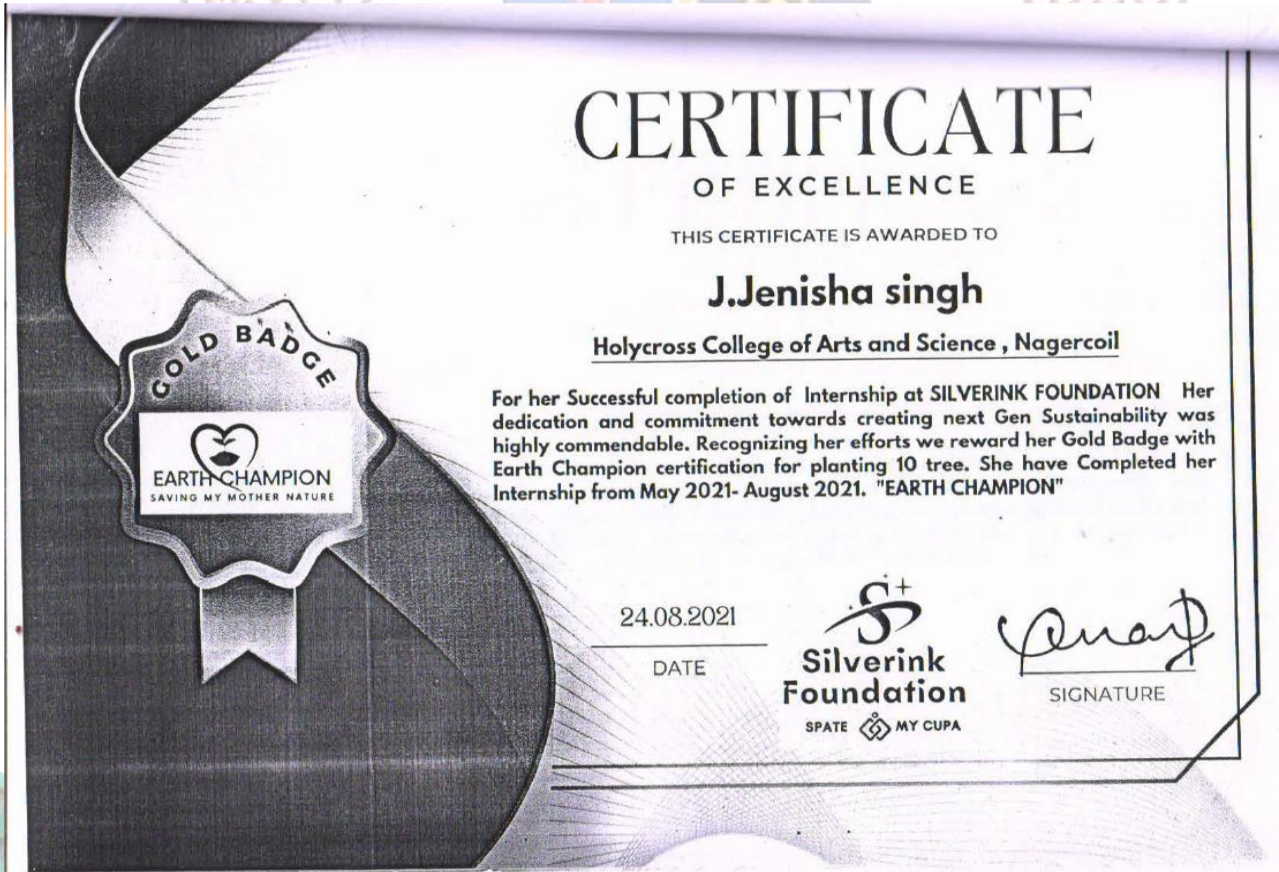 CERTIFICATE
OF EXCELLENCE
THIS CERTIFICATE IS AWARDED TO
J.Jenisha singh
Holycross College of Arts and Science , Nagercoil
For her Successful completion of Internship at SILVERINK FOUNDATION Her
dedication and commitment towards creating next Gen Sustainability was
highly commendable. Recognizing her efforts we reward her Gold Badge with
Earth Champion certification for planting 10 tree. She have Completed her
Internship from May 2021- August 2021. "EARTH CHAMPION"
GOLD BADGE
EARTH CHAMPION
SAVING MY MOTHER NATURE
24.08.2021
DATE
Silverink
Foundation
SPATE MY CUPA
SIGNATURE